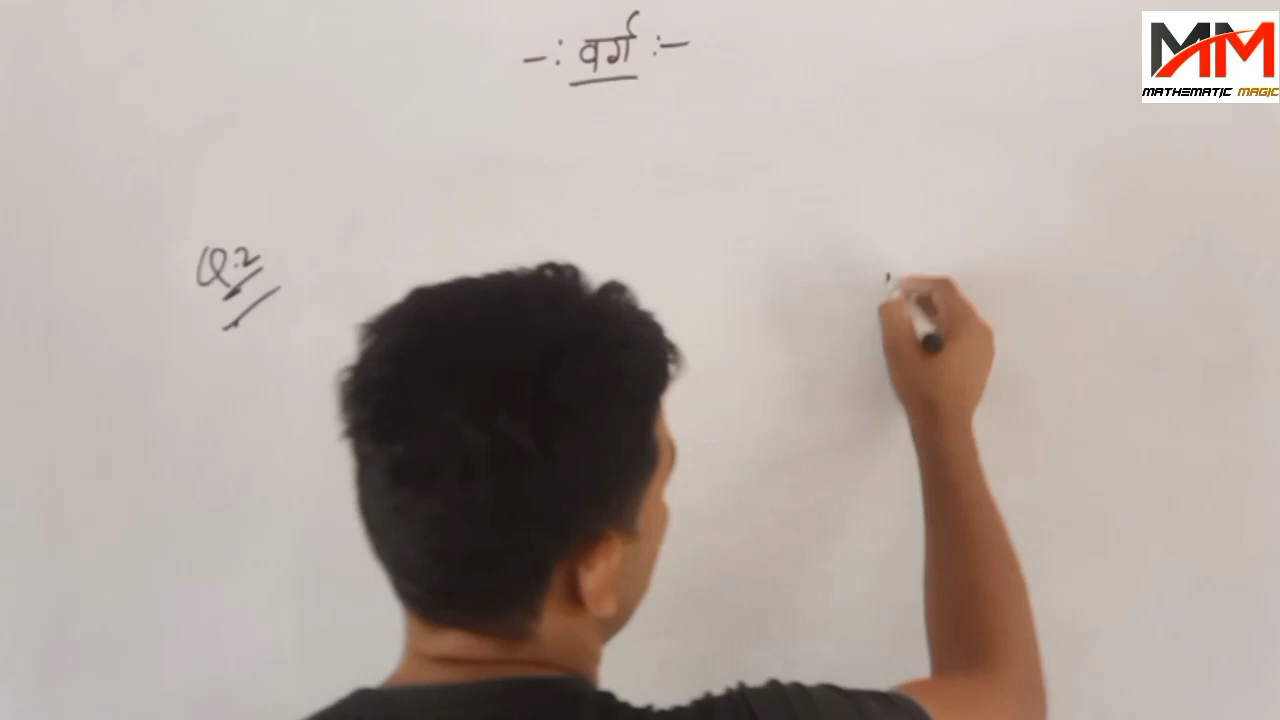 -: वर्ग :-
MM
MATHEMATIC MAGIC
Q.2